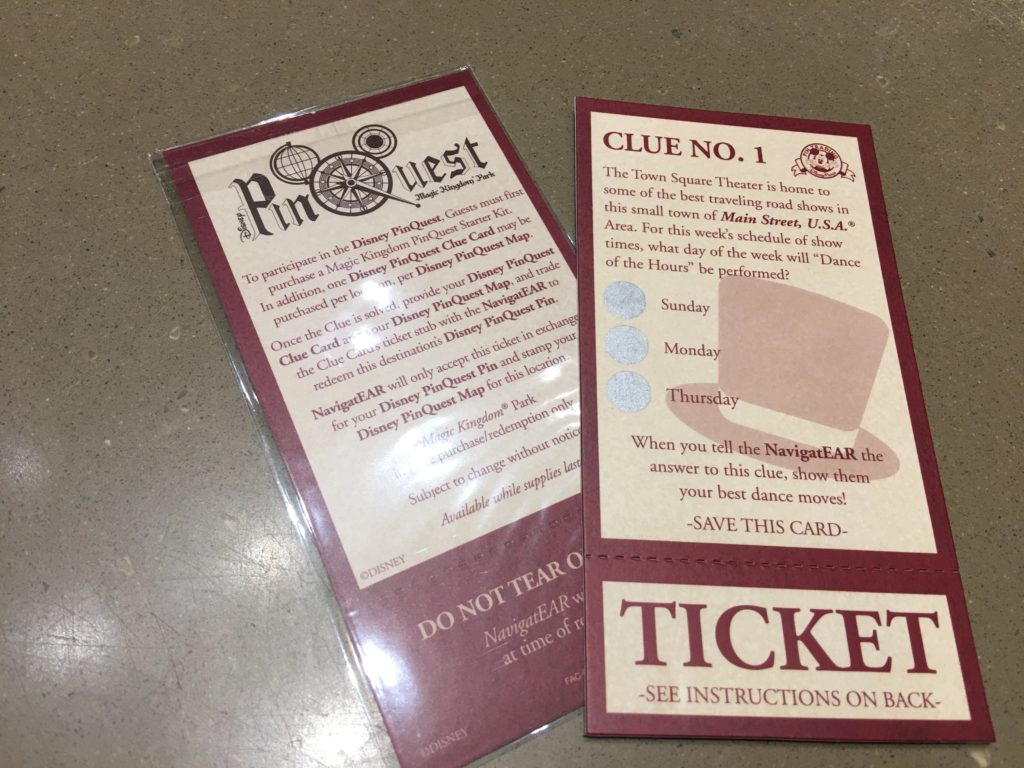 Disney
PinQuest
Magic Kingdom® Park
To participate in the Disney PinQuest, Guests must first
purchase a Magic Kingdom PinQuest Starter Kit.
In addition, one Disney PinQuest Clue Card may be
purchased per location, per Disney PinQuest Map.
Once the Clue is solved, provide your Disney PinQuest
Clue Card your Disney PinQuest Map, and trade
the Clue Card's ticket stub with the NavigatEAR to
redeem this destination's Disney PinQuest Pin.
NavigatEAR will only accept this ticket in exchange
for your Disney PinQuest Pin and stamp your
Disney PinQuest Map for this location.
Magic Kingdom® Park
purchase/redemption only
Subject to change without notice
Available while supplies last
©DISNEY
DO NOT TEAR O
NavigatEAR w
at time of re
FAC-
©DISNEY
CLUE NO. 1
The Town Square Theater is home to
some of the best traveling road shows in
this small town of Main Street, U.S.A.®
Area. For this week's schedule of show
times, what day of the week will "Dance
of the Hours" be performed?
Sunday
Monday
Thursday
When you tell the NavigatEAR the
answer to this clue, show them
your best dance moves!
-SAVE THIS CARD-
TICKET
-SEE INSTRUCTIONS ON BACK-